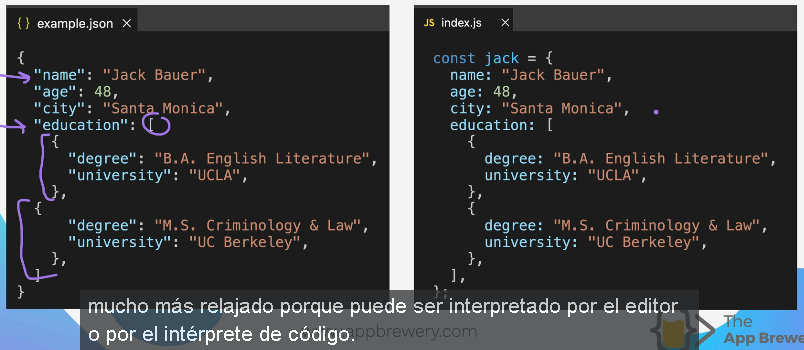 { } example.json ×
{
"name": "Jack Bauer",
"age": 48,
"city": "Santa Monica",
"education": [
{
"degree": "B.A. English Literature",
"university": "UCLA",
},
{
"degree": "M.S. Criminology & Law",
"university": "UC Berkeley",
},
]
}
JS index.js ×
const jack = {
name: "Jack Bauer",
age: 48,
city: "Santa Monica",
education: [
{
degree: "B.A. English Literature",
university: "UCLA",
},
{
degree: "M.S. Criminology & Law",
university: "UC Berkeley",
},
],
};
mucho más relajado porque puede ser interpretado por el editor
o por el intérprete de código.
appbrewery.com
The
App Brewe